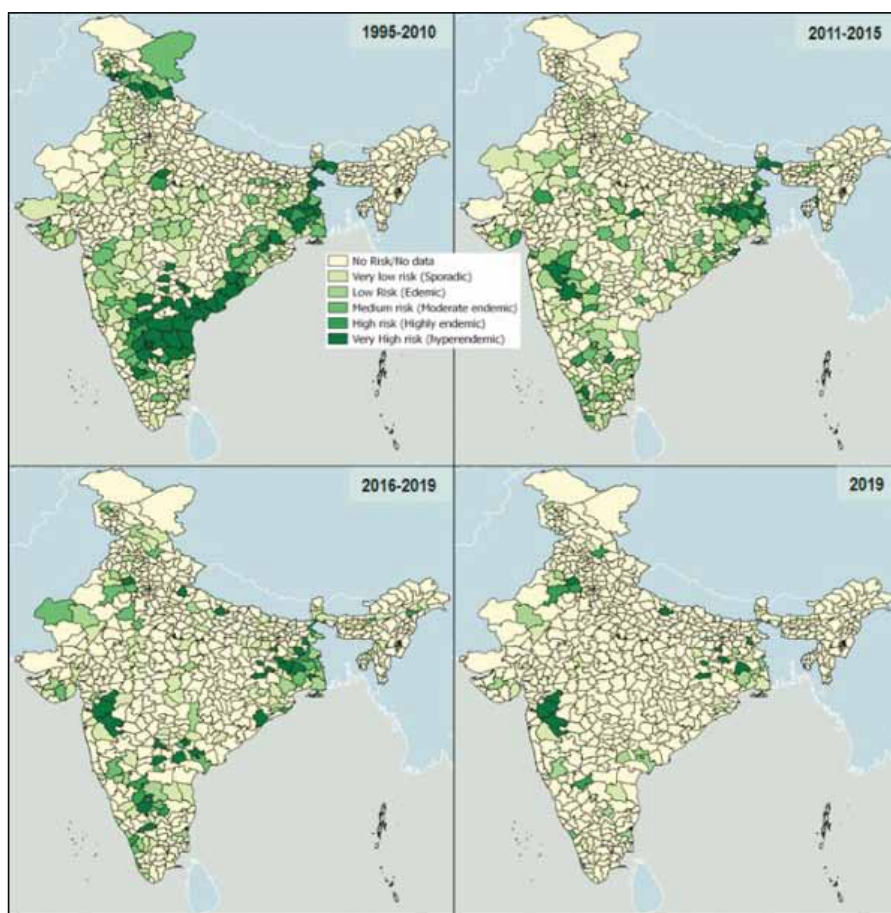 1995-2010
2011-2015
No Risk/No data
Very low risk (Sporadic)
Low Risk (Edemic)
Medium risk (Moderate endemic)
High risk (Highly endemic)
Very High risk (hyperendemic)
2016-2019
2019